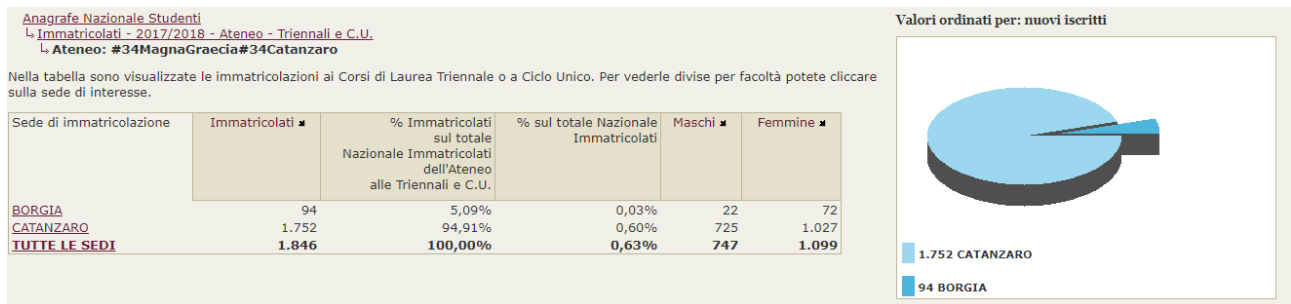 Anagrafe Nazionale Studenti
Immatricolati - 2017/2018 - Ateneo - Triennali e C.U.
Ateneo: #34MagnaGraecia#34Catanzaro
Nella tabella sono visualizzate le immatricolazioni ai Corsi di Laurea Triennale o a Ciclo Unico. Per vederle divise per facoltà potete cliccare
sulla sede di interesse.
Sede di immatricolazione Immatricolati % Immatricolati % sul totale Nazionale Maschi Femmine
sul totale Immatricolati
Nazionale Immatricolati
dell'Ateneo
alle Triennali e C.U.
BORGIA 94 5,09% 0,03% 22 72
CATANZARO 1.752 94,91% 0,60% 725 1.027
TUTTE LE SEDI 1.846 100,00% 0,63% 747 1.099
Valori ordinati per: nuovi iscritti
1.752 CATANZARO
94 BORGIA